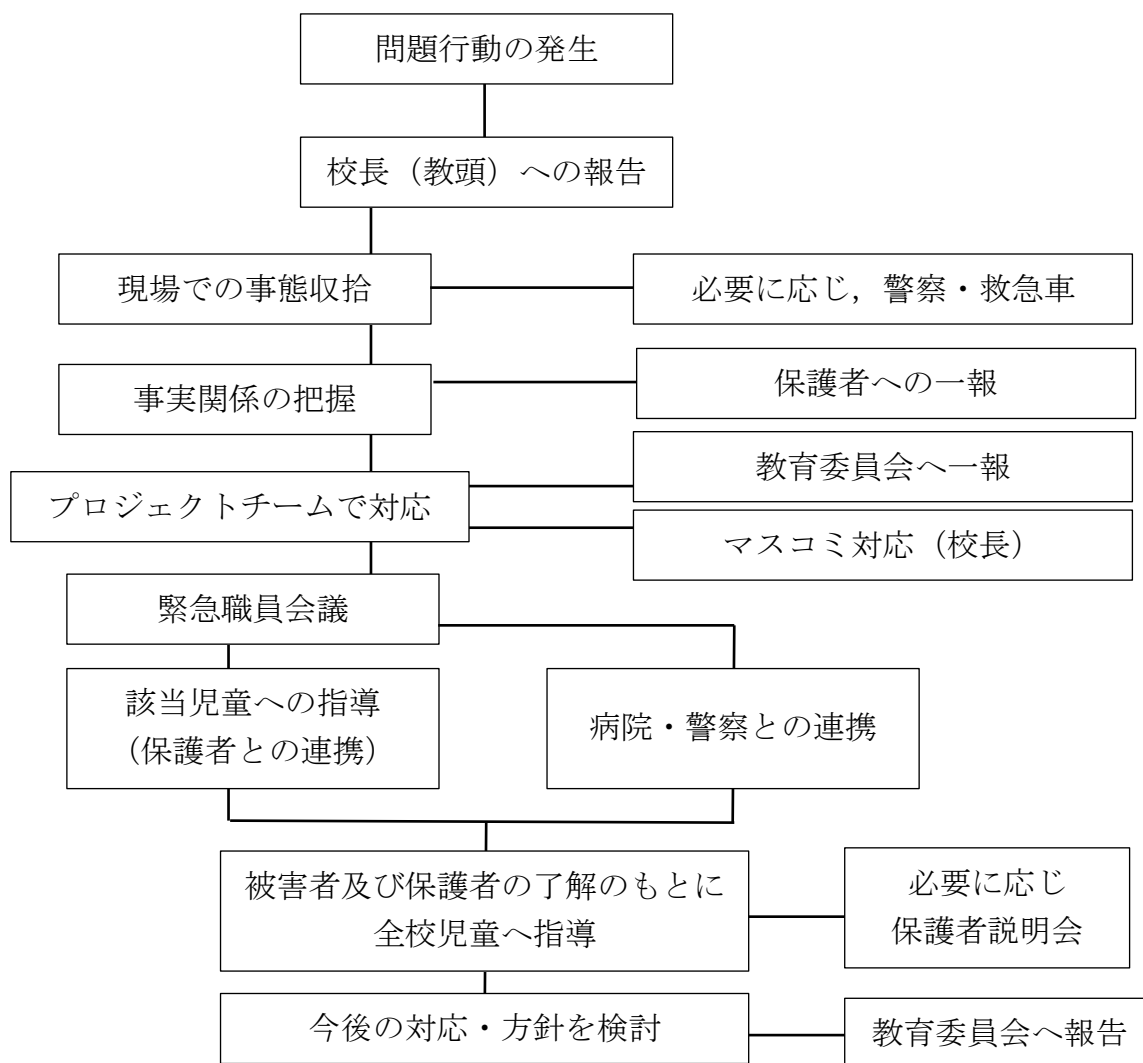 問題行動の発生
校長（教頭）への報告
現場での事態収拾
必要に応じ，警察・救急車
事実関係の把握
保護者への一報
プロジェクトチームで対応
教育委員会へ一報
マスコミ対応（校長）
緊急職員会議
該当児童への指導
（保護者との連携）
病院・警察との連携
被害者及び保護者の了解のもとに
全校児童へ指導
必要に応じ
保護者説明会
今後の対応・方針を検討
教育委員会へ報告